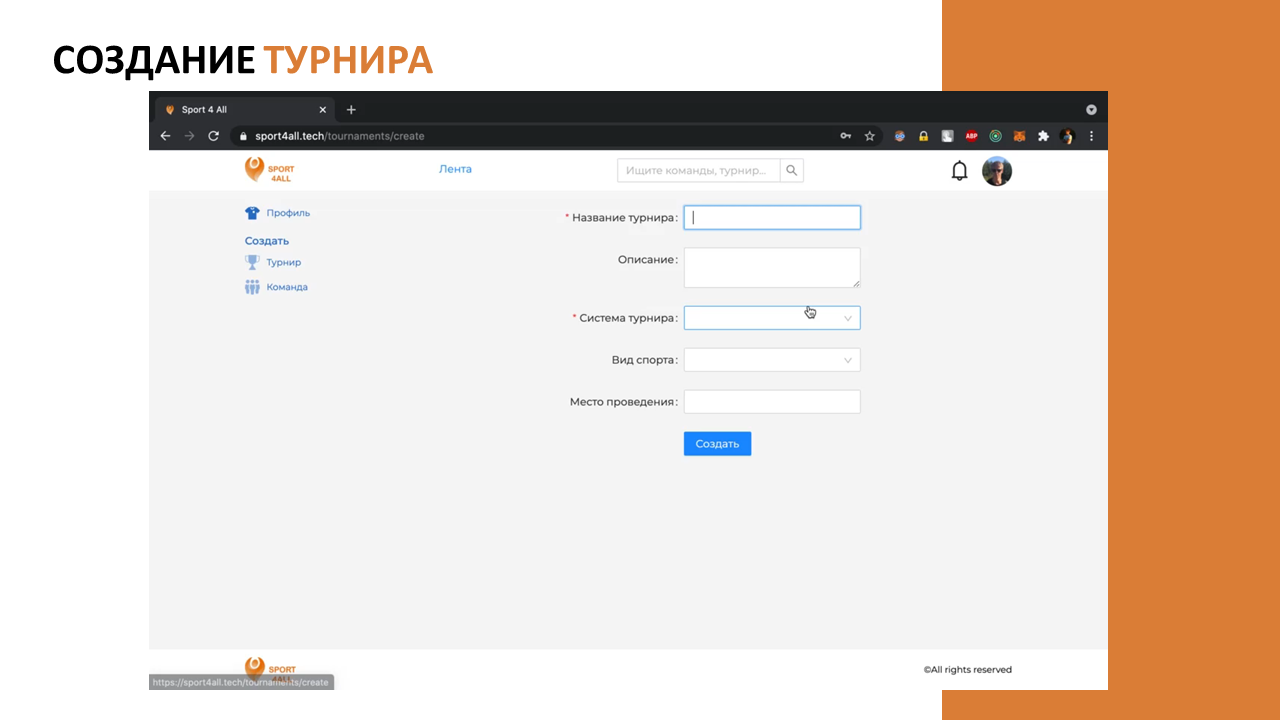 СОЗДАНИЕ ТУРНИРА
Sport 4 All
sport4all.tech/tournaments/create
ABP
SPORT
4ALL
Лента
Ищите команды, турнир...
Профиль
Создать
Турнир
Команда
* Название турнира:
Описание:
* Система турнира:
Вид спорта:
Место проведения:
Создать
SPORT
4ALL
©All rights reserved
https://sport4all.tech/tournaments/create